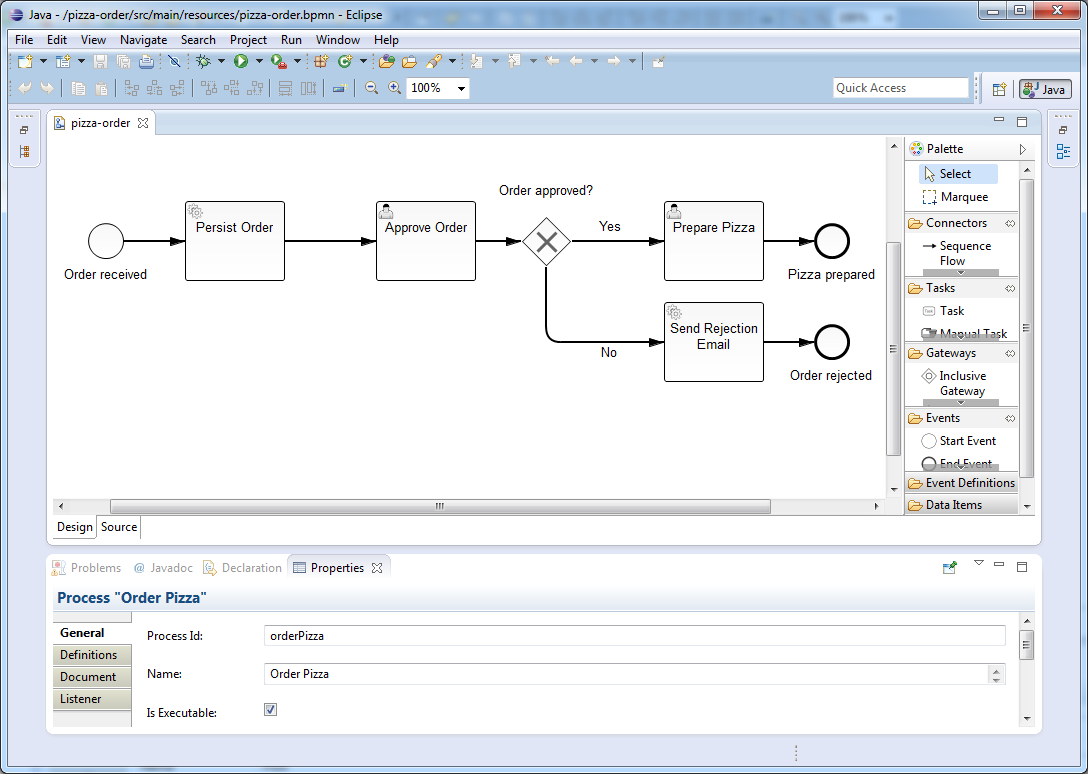 Java - /pizza-order/src/main/resources/pizza-order.bpmn - Eclipse
File Edit View Navigate Search Project Run Window Help
100%
Quick Access
Java
pizza-order
Order approved?
Persist Order
Approve Order
Yes
Prepare Pizza
Order received
Pizza prepared
Send Rejection
Email
No
Order rejected
Palette
Select
Marquee
Connectors
Sequence
Flow
Tasks
Task
Manual Task
Gateways
Inclusive
Gateway
Events
Start Event
End Event
Event Definitions
Data Items
Design Source
Problems @ Javadoc Declaration Properties
Process "Order Pizza"
General
Definitions
Document
Listener
Process Id: orderPizza
Name: Order Pizza
Is Executable: